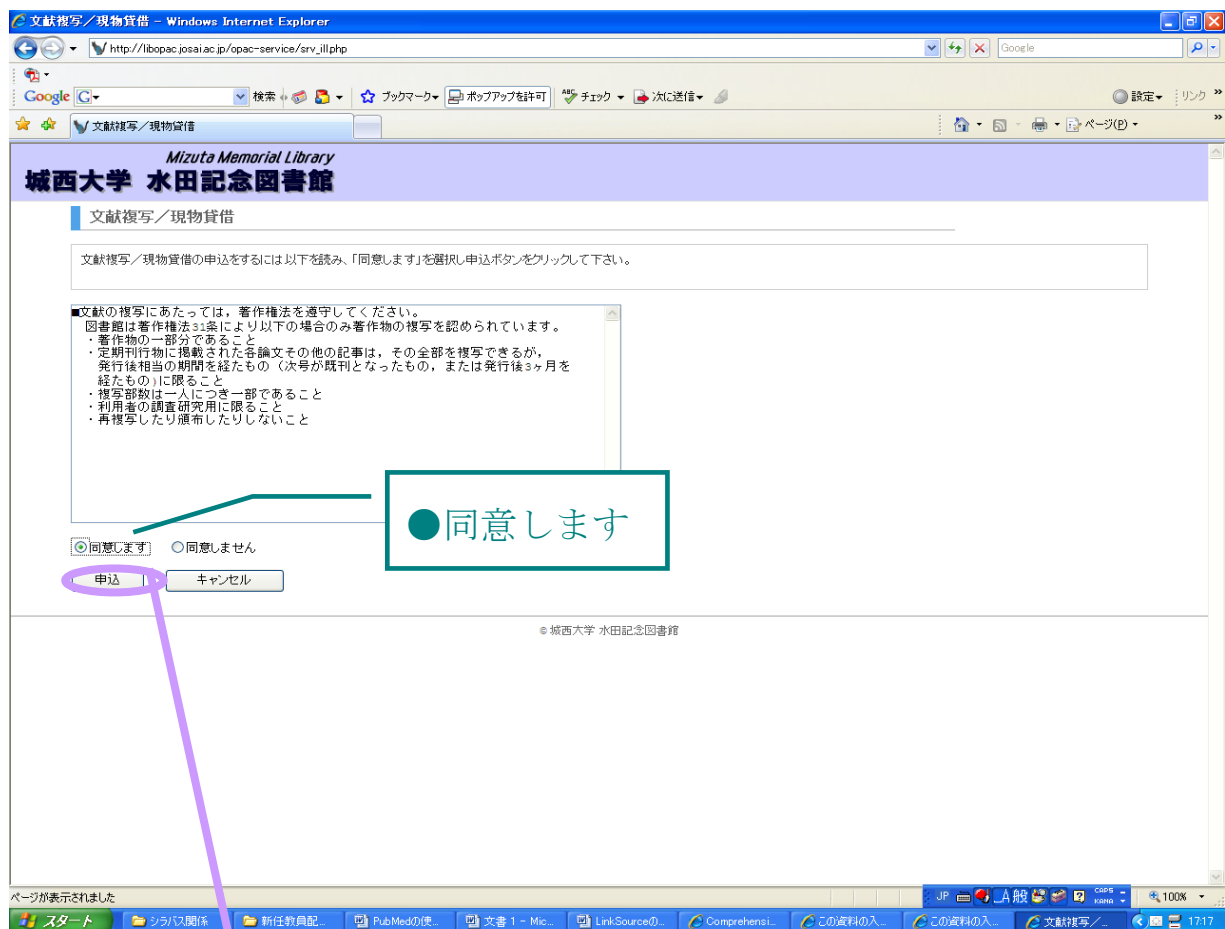 文献複写／現物貸借 - Windows Internet Explorer
http://libopac.josai.ac.jp/opac-service/srv_ill.php
Google
Google G 検索 ブックマーク ポップアップを許可 チェック 次に送信 設定 リンク »
文献複写／現物貸借 ページ(P) »
Mizuta Memorial Library
城西大学 水田記念図書館
文献複写／現物貸借
文献複写／現物貸借の申込をするには以下を読み、「同意します」を選択し申込ボタンをクリックして下さい。
■文献の複写にあたっては，著作権法を遵守してください。
図書館は著作権法31条により以下の場合のみ著作物の複写を認められています。
・著作物の一部分であること
・定期刊行物に掲載された各論文その他の記事は，その全部を複写できるが，
発行後相当の期間を経たもの（次号が既刊となったもの，または発行後3ヶ月を
経たもの)に限ること
・複写部数は一人につき一部であること
・利用者の調査研究用に限ること
・再複写したり頒布したりしないこと
●同意します
同意します 同意しません
申込 キャンセル
© 城西大学 水田記念図書館
ページが表示されました JP A般 CAPS KANA 100%
スタート シラバス関係 新任教員配... PubMedの使... 文書 1 - Mic... LinkSourceの... Comprehensi... この資料の入... この資料の入... 文献複写／... 17:17